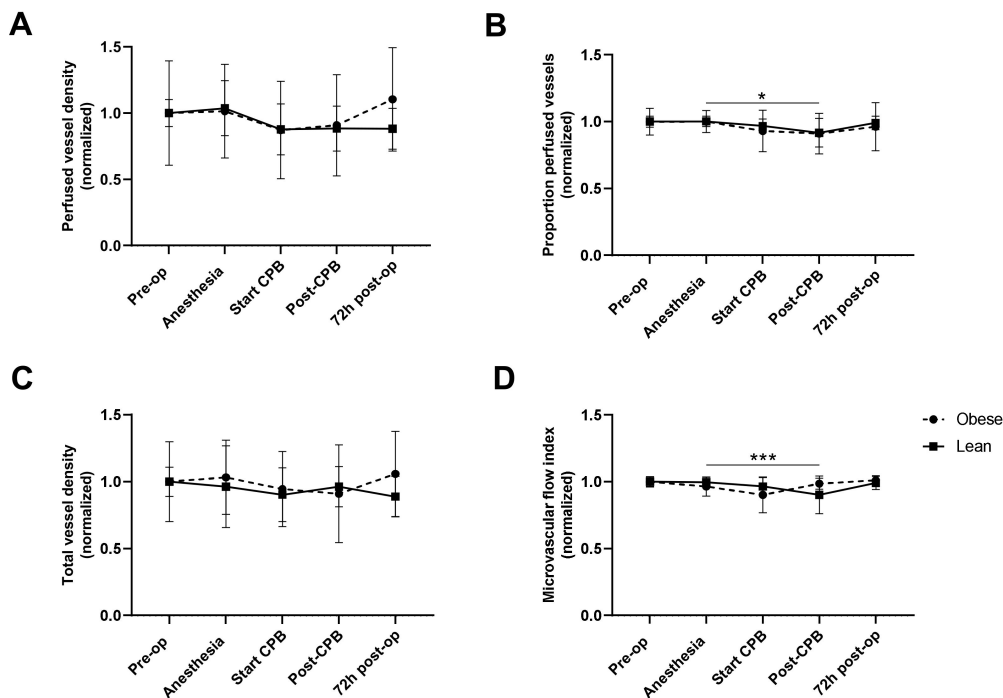 A
Perfused vessel density
(normalized)
1.5
1.0
0.5
0.0
Pre-op
Anesthesia
Start CPB
Post-CPB
72h post-op
B
Proportion perfused vessels
(normalized)
1.5
1.0
0.5
0.0
*
Pre-op
Anesthesia
Start CPB
Post-CPB
72h post-op
C
Total vessel density
(normalized)
1.5
1.0
0.5
0.0
Pre-op
Anesthesia
Start CPB
Post-CPB
72h post-op
D
Microvascular flow index
(normalized)
1.5
1.0
0.5
0.0
***
Pre-op
Anesthesia
Start CPB
Post-CPB
72h post-op
Obese
Lean